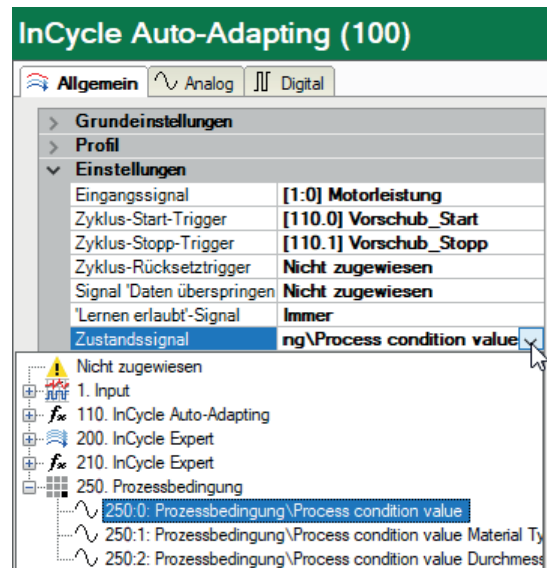 InCycle Auto-Adapting (100)
Allgemein Analog Digital
Grundeinstellungen
Profil
Einstellungen
Eingangssignal [1:0] Motorleistung
Zyklus-Start-Trigger [110.0] Vorschub_Start
Zyklus-Stopp-Trigger [110.1] Vorschub_Stopp
Zyklus-Rücksetztrigger Nicht zugewiesen
Signal 'Daten überspringen Nicht zugewiesen
'Lernen erlaubt'-Signal Immer
Zustandssignal ng\Process condition value
Nicht zugewiesen
1. Input
110. InCycle Auto-Adapting
200. InCycle Expert
210. InCycle Expert
250. Prozessbedingung
250:0: Prozessbedingung\Process condition value
250:1: Prozessbedingung\Process condition value Material Ty
250:2: Prozessbedingung\Process condition value Durchmess